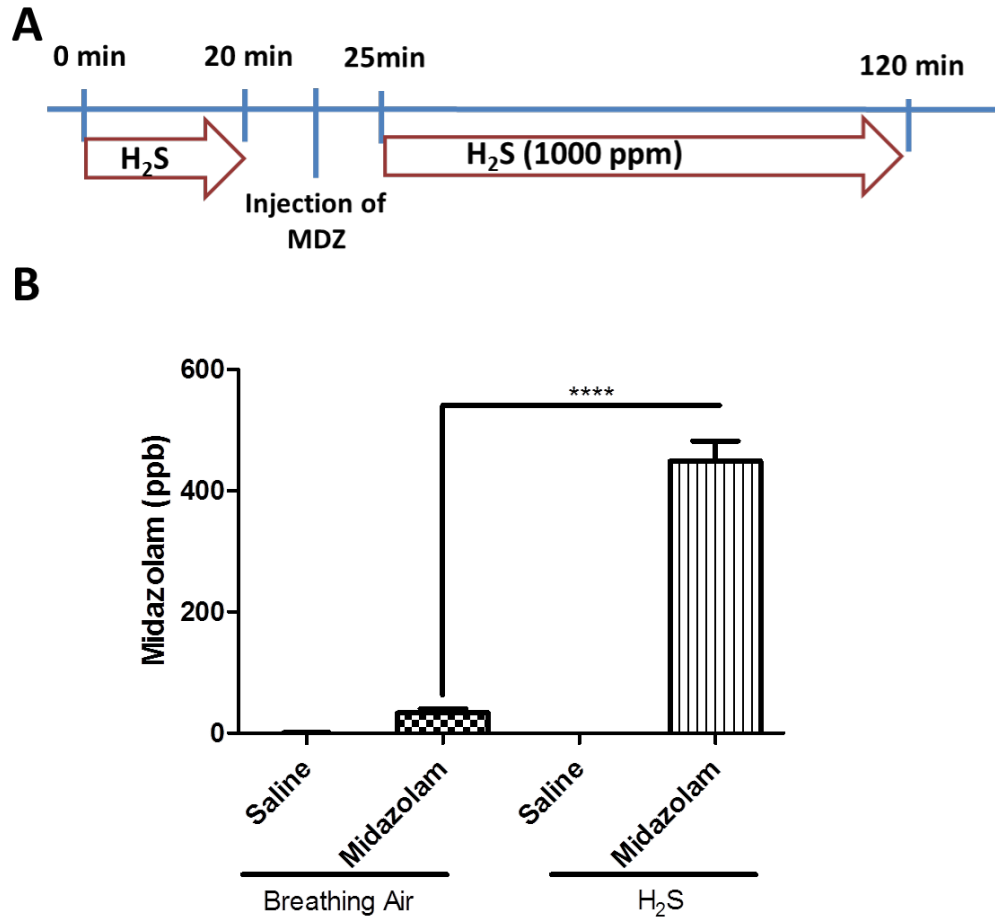 A
0 min 20 min 25min 120 min
H₂S H₂S (1000 ppm)
Injection of
MDZ
B
600
400
200
0
Midazolam (ppb)
****
Saline Midazolam Saline Midazolam
Breathing Air H₂S